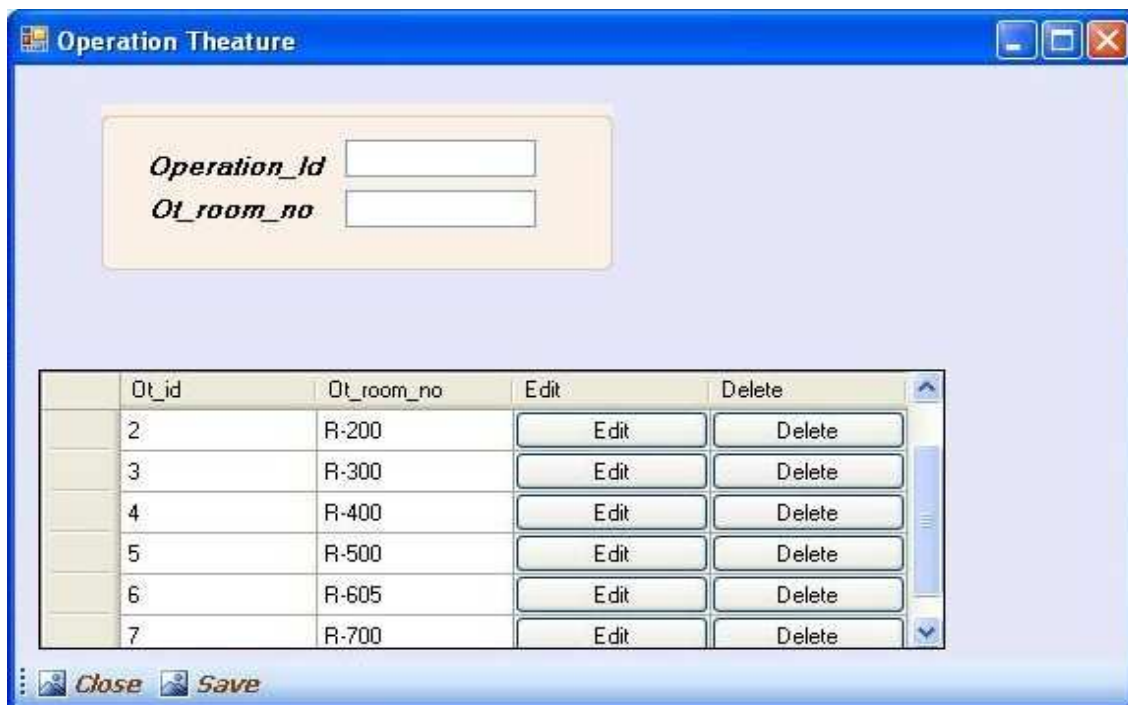 Operation Theature
Operation_Id
Ot_room_no
Ot_id Ot_room_no Edit Delete
2 R-200 Edit Delete
3 R-300 Edit Delete
4 R-400 Edit Delete
5 R-500 Edit Delete
6 R-605 Edit Delete
7 R-700 Edit Delete
Close Save